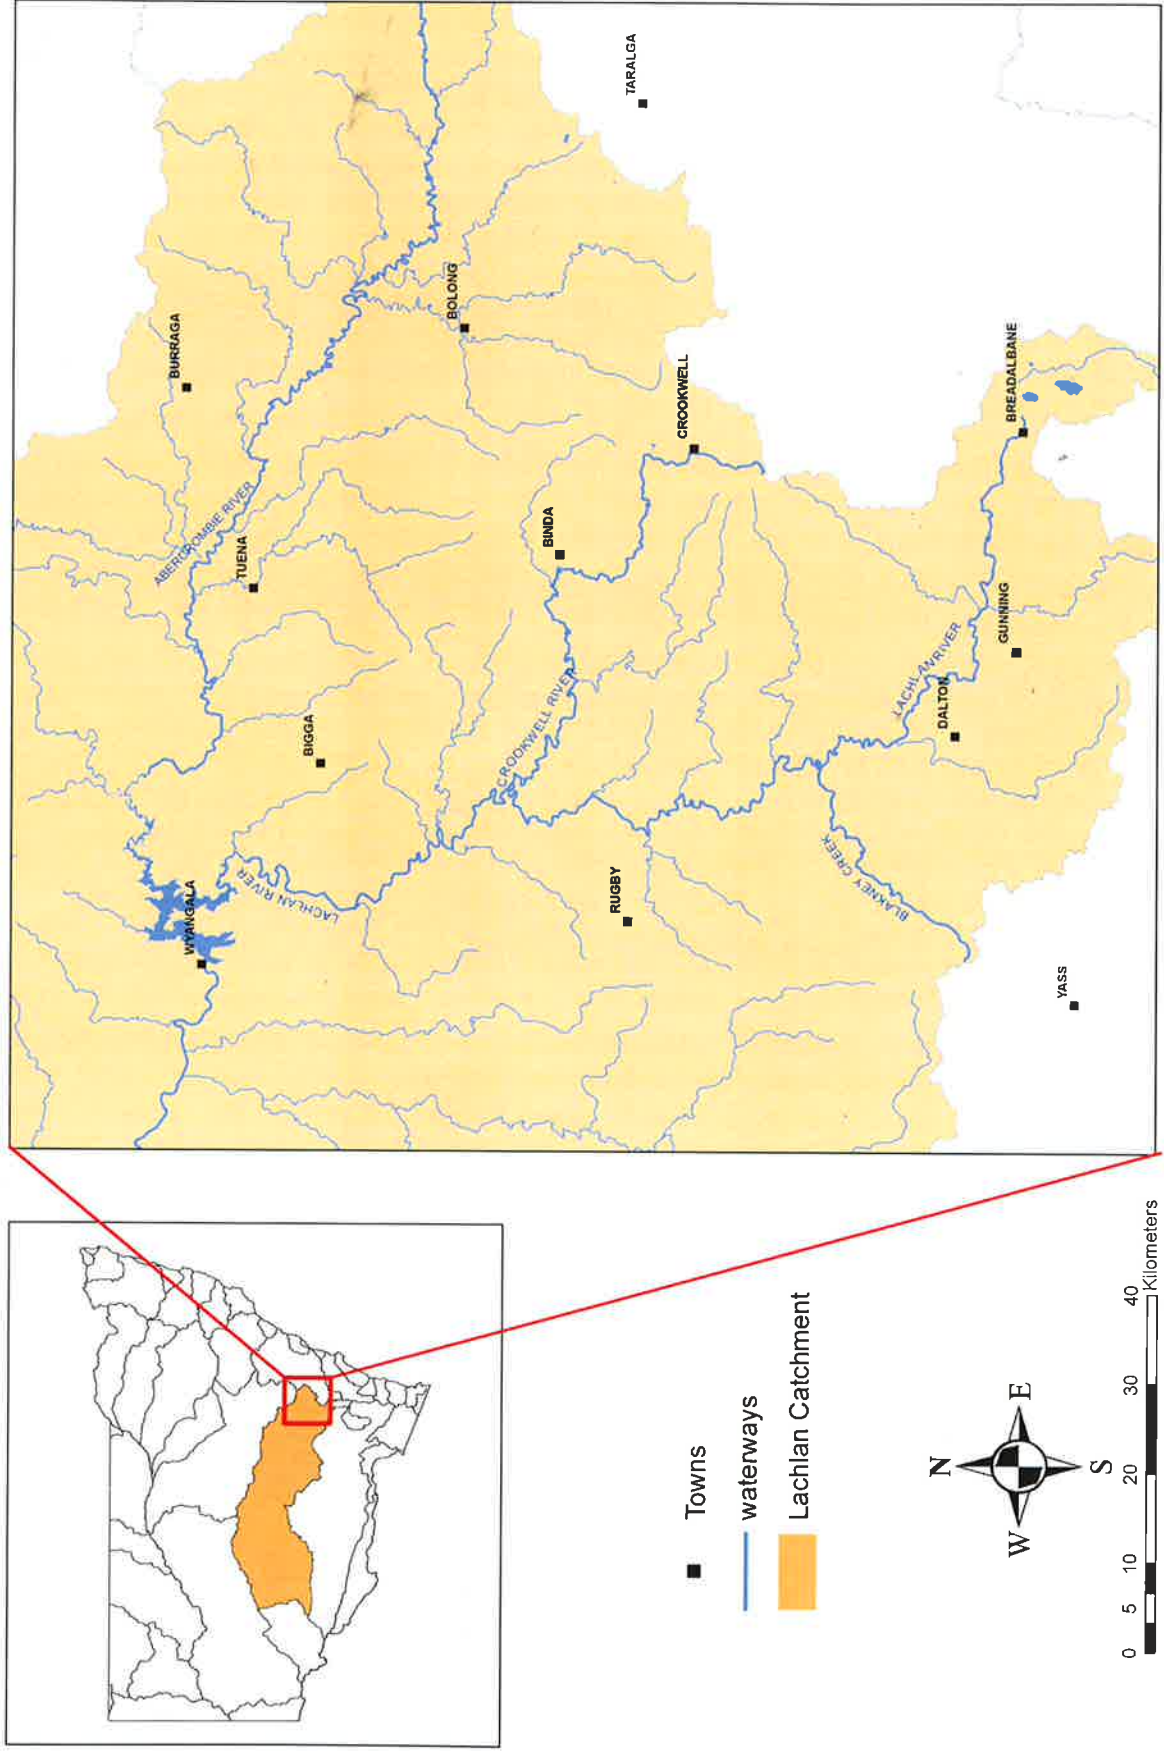 TARALGA
BURRAGA
BOLONG
CROOKWELL
BREADALBANE
ABERCROMBIE RIVER
TUENA
BINDA
GUNNING
LACHLAN RIVER
DALTON
BIGGA
CROOKWELL RIVER
WYANGALA
LACHLAN RIVER
RUGBY
BLAKNEY CREEK
YASS
Towns
waterways
Lachlan Catchment
N
W
E
S
0 5 10 20 30 40
Kilometers